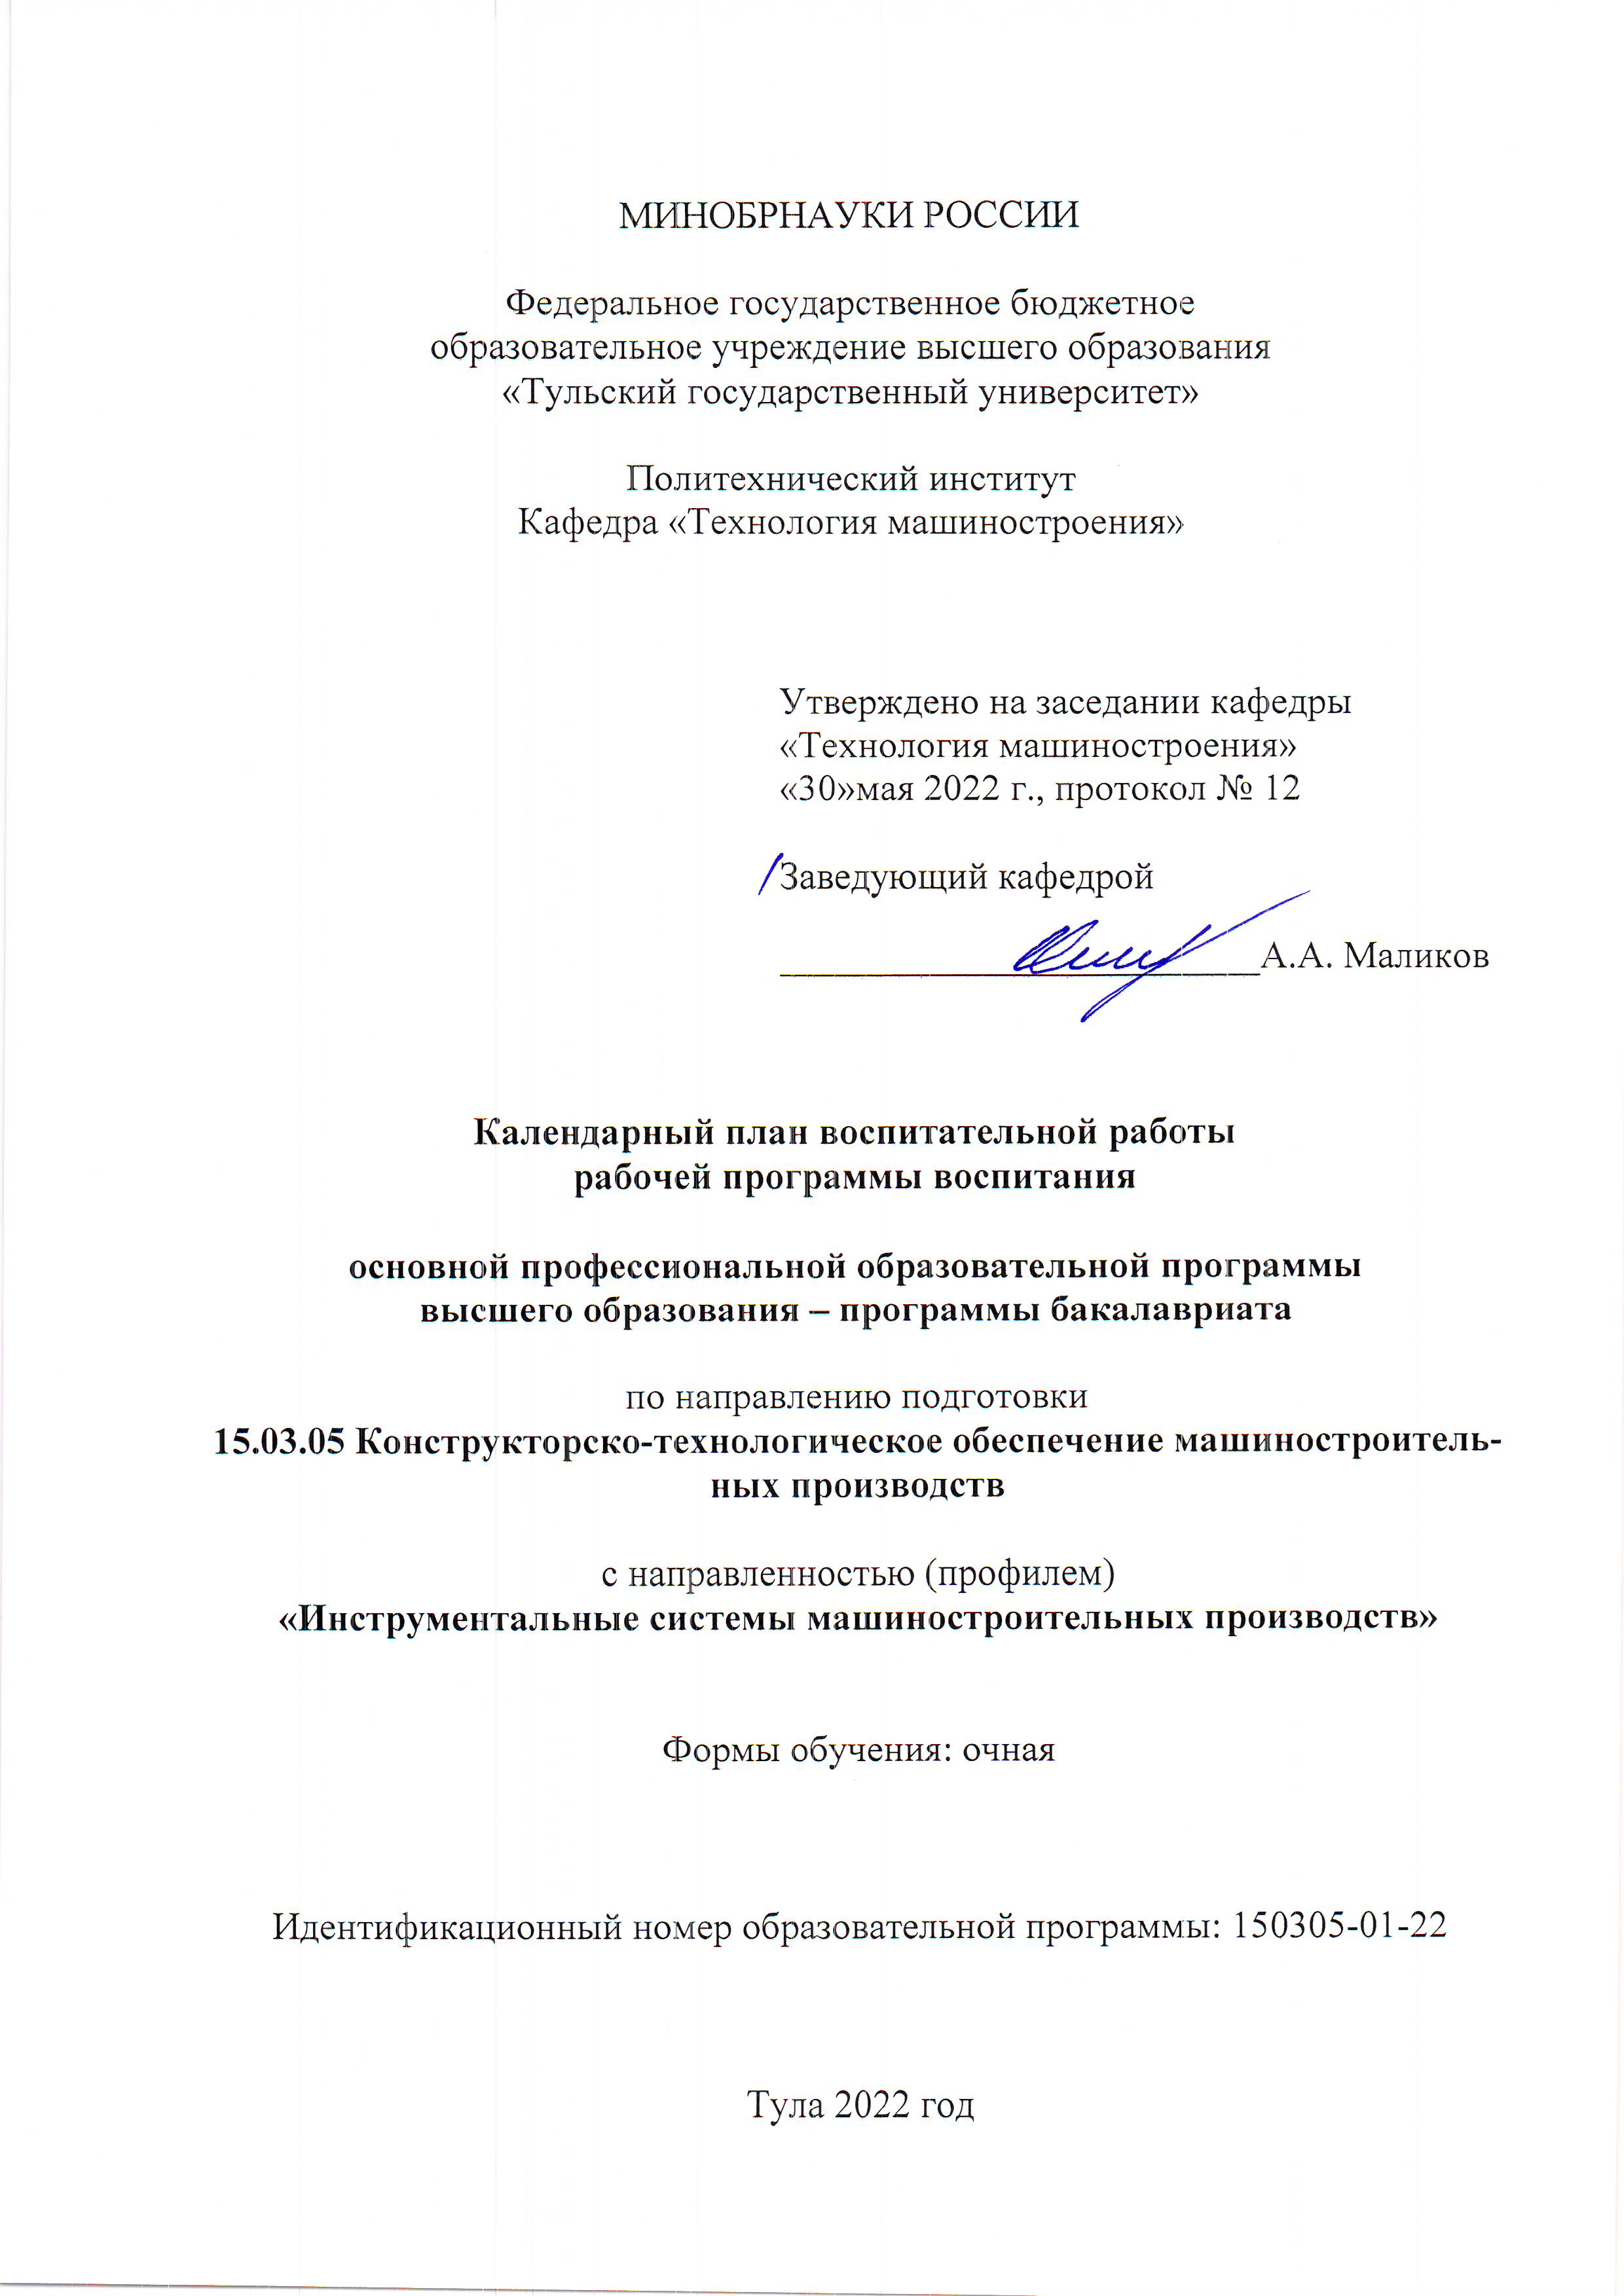 МИНОБРНАУКИ РОССИИ
Федеральное государственное бюджетное
образовательное учреждение высшего образования
«Тульский государственный университет»
Политехнический институт
Кафедра «Технология машиностроения»
Утверждено на заседании кафедры
«Технология машиностроения»
«30»мая 2022 г., протокол № 12
Заведующий кафедрой
А.А. Маликов
Календарный план воспитательной работы
рабочей программы воспитания
основной профессиональной образовательной программы
высшего образования – программы бакалавриата
по направлению подготовки
15.03.05 Конструкторско-технологическое обеспечение машиностроитель-
ных производств
с направленностью (профилем)
«Инструментальные системы машиностроительных производств»
Формы обучения: очная
Идентификационный номер образовательной программы: 150305-01-22
Тула 2022 год